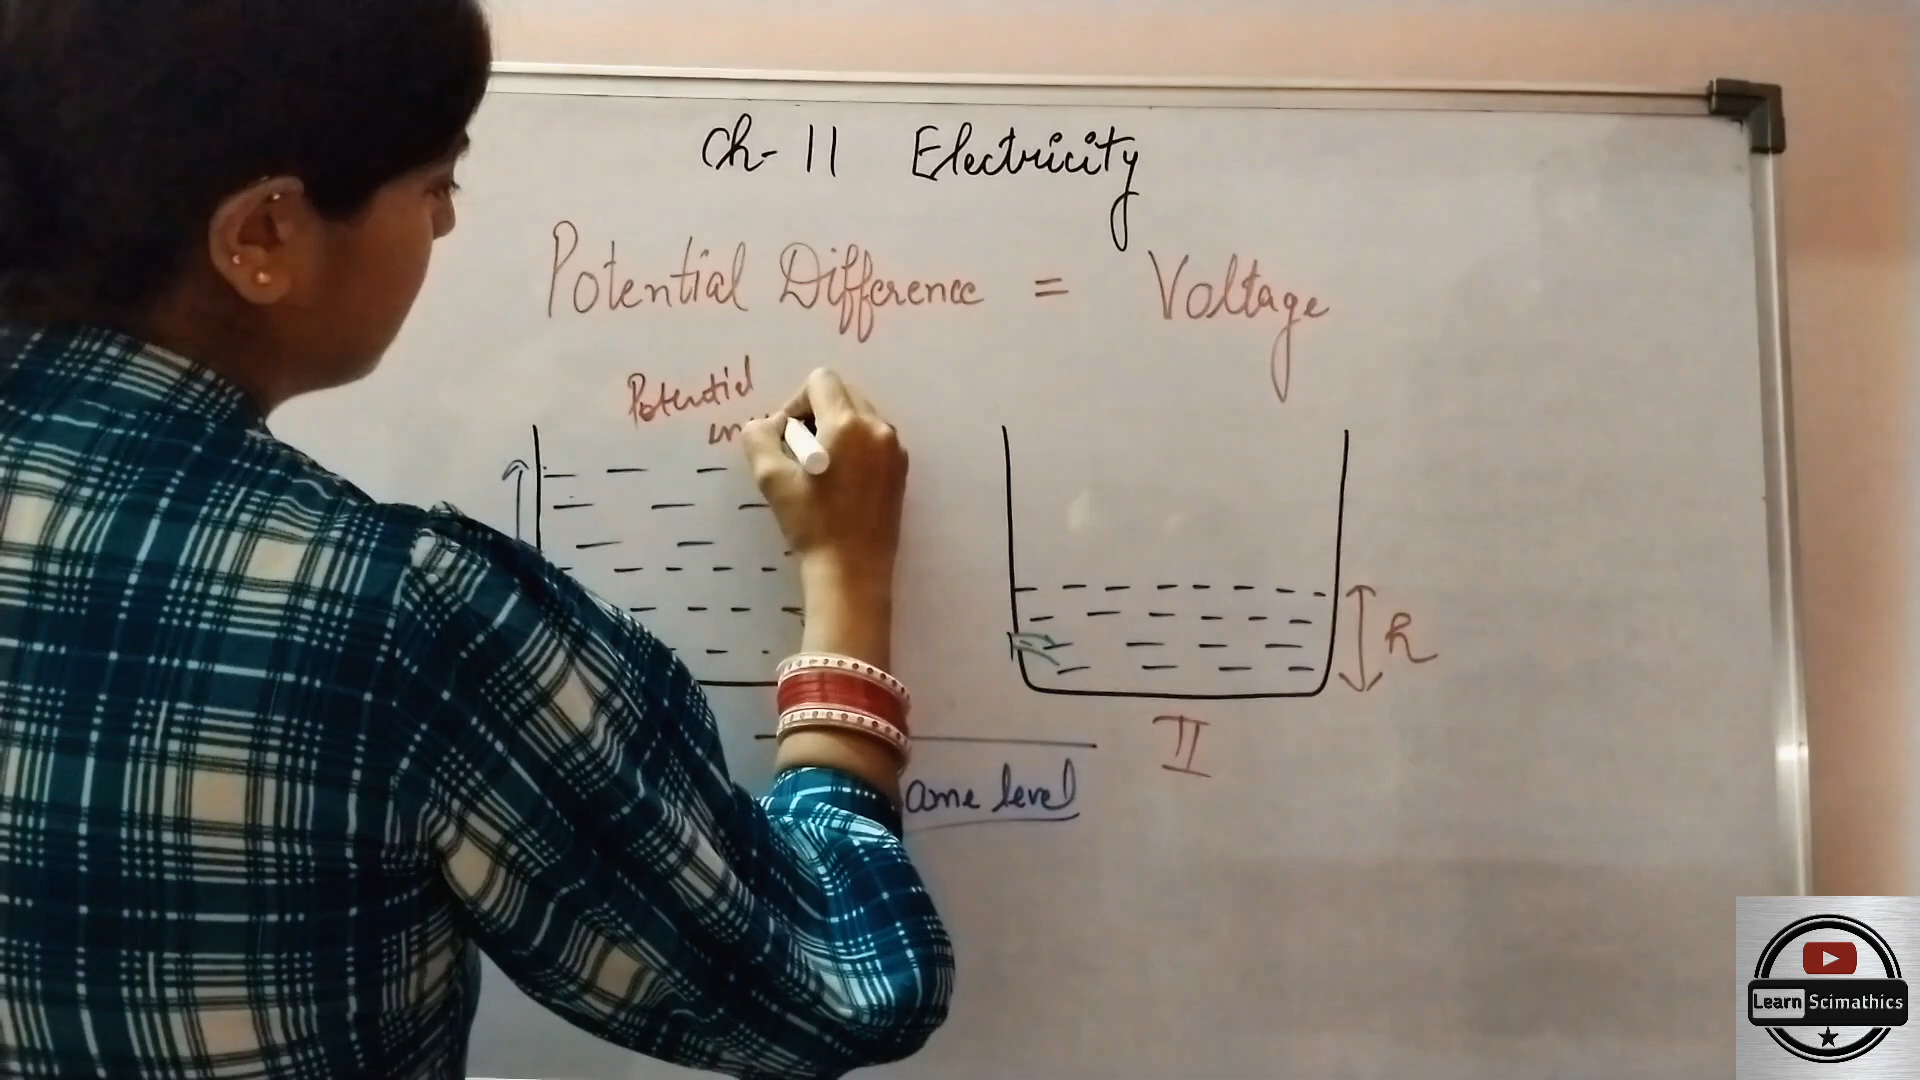 Ch-11 Electricity
Potential Difference = Voltage
Potential
h
II
ame level
Learn Scimathics